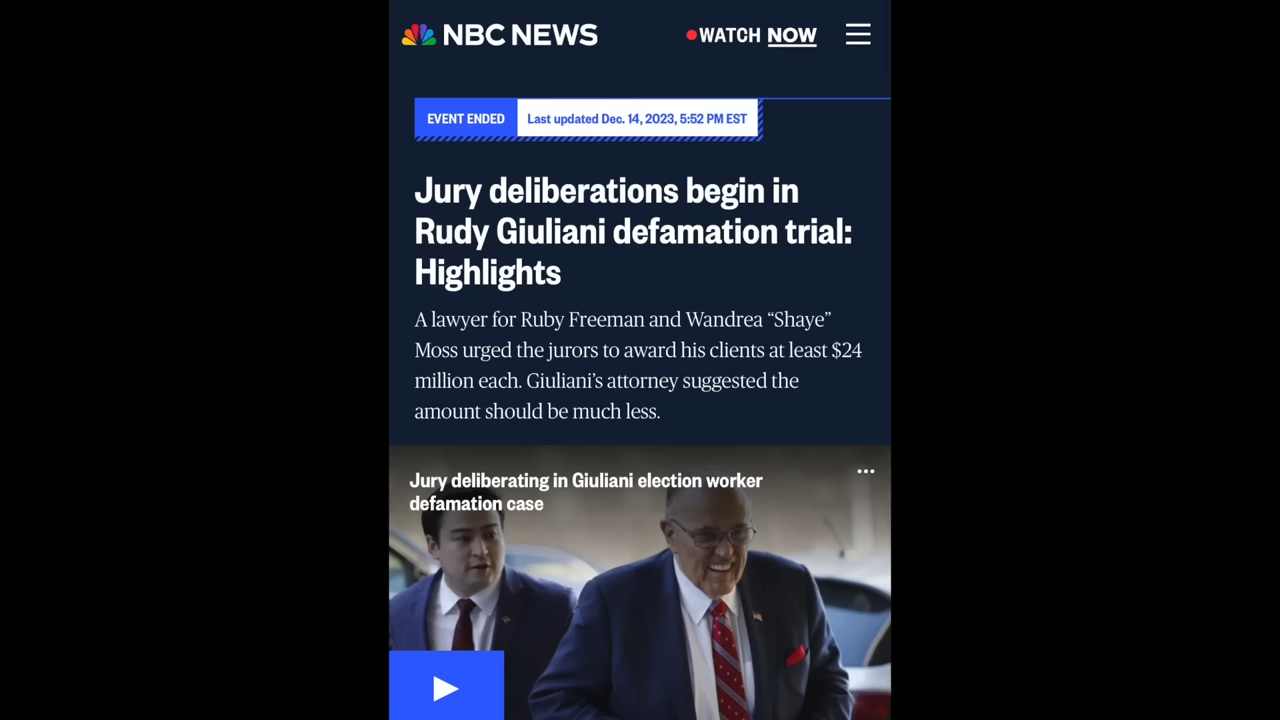 NBC NEWS
WATCH NOW
EVENT ENDED
Last updated Dec. 14, 2023, 5:52 PM EST
Jury deliberations begin in
Rudy Giuliani defamation trial:
Highlights
A lawyer for Ruby Freeman and Wandrea “Shaye”
Moss urged the jurors to award his clients at least $24
million each. Giuliani’s attorney suggested the
amount should be much less.
Jury deliberating in Giuliani election worker
defamation case